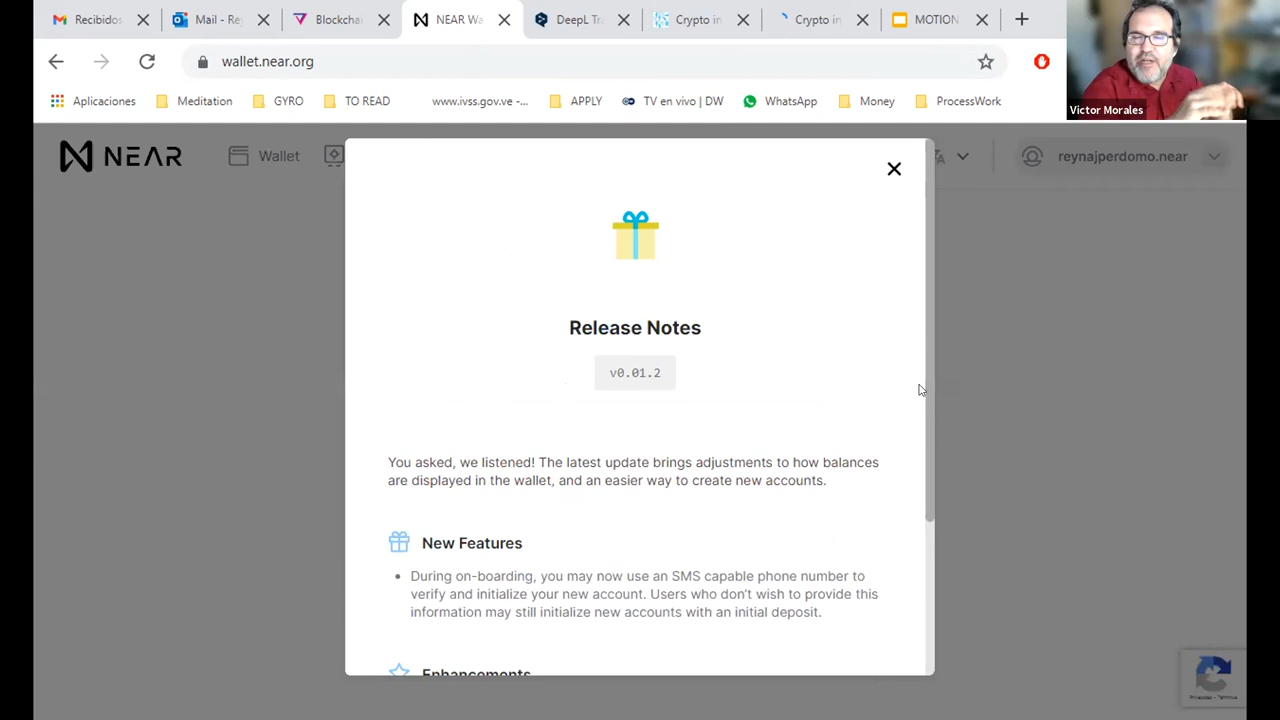 Recibidos
Mail - Re
Blockchai
NEAR Wa
DeepL Tra
Crypto in
Crypto in
MOTION
wallet.near.org
Aplicaciones
Meditation
GYRO
TO READ
www.ivss.gov.ve -...
APPLY
TV en vivo | DW
WhatsApp
Money
ProcessWork
Victor Morales
NEAR
Wallet
reynajperdomo.near
Release Notes
v0.01.2
You asked, we listened! The latest update brings adjustments to how balances
are displayed in the wallet, and an easier way to create new accounts.
New Features
• During on-boarding, you may now use an SMS capable phone number to
verify and initialize your new account. Users who don't wish to provide this
information may still initialize new accounts with an initial deposit.
Enhancements